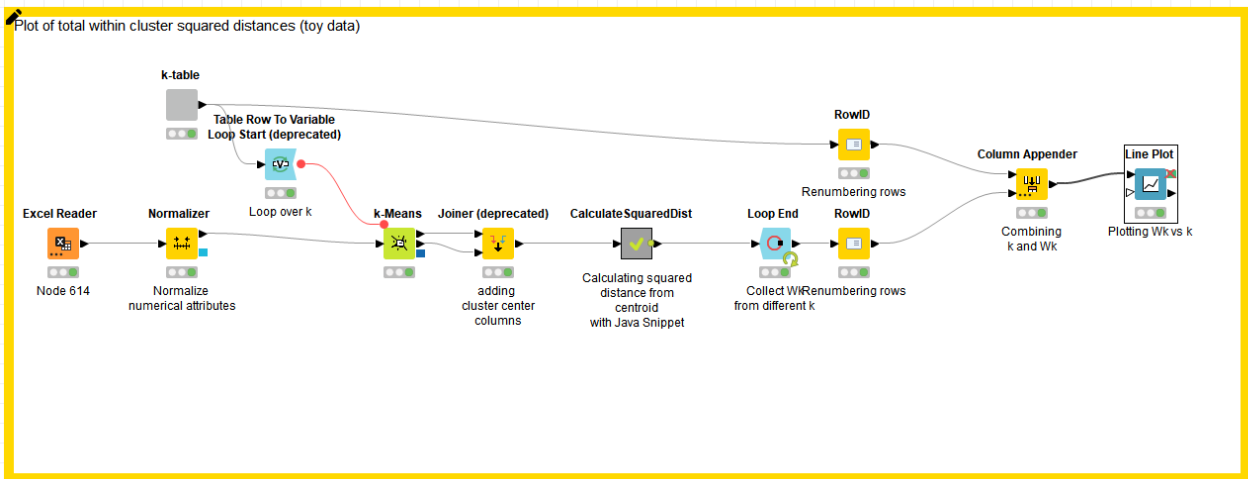 Plot of total within cluster squared distances (toy data)
k-table
Table Row To Variable
Loop Start (deprecated)
V
Loop over k
RowID
Renumbering rows
Column Appender
Combining
k and Wk
Line Plot
Plotting Wk vs k
Excel Reader
X
Node 614
Normalizer
Normalize
numerical attributes
k-Means
Joiner (deprecated)
adding
cluster center
columns
CalculateSquaredDist
Calculating squared
distance from
centroid
with Java Snippet
Loop End
Collect Wk
from different k
RowID
Renumbering rows